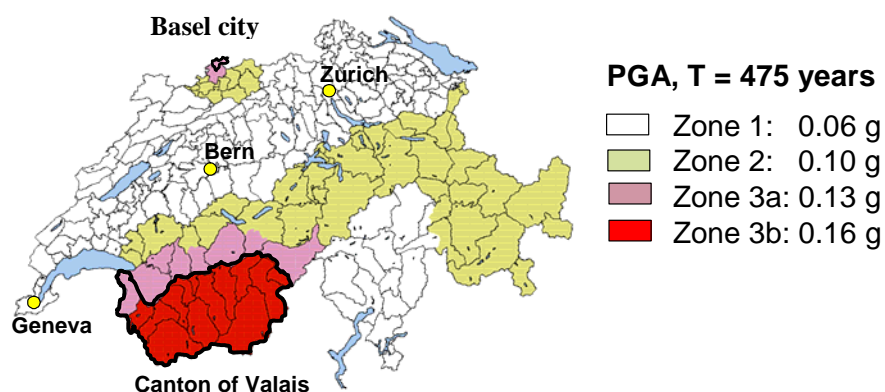 Basel city
Zurich
Bern
Geneva
Canton of Valais
PGA, T = 475 years
Zone 1: 0.06 g
Zone 2: 0.10 g
Zone 3a: 0.13 g
Zone 3b: 0.16 g